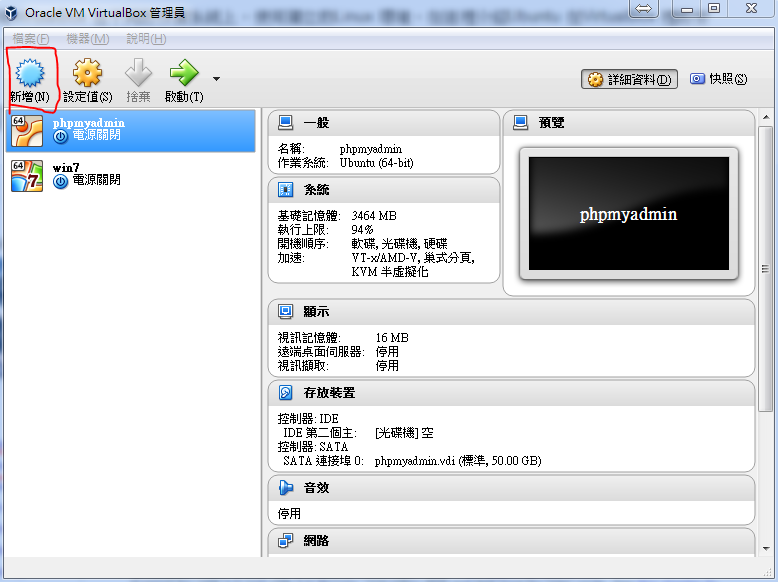 Oracle VM VirtualBox 管理員
檔案(F) 機器(M) 說明(H)
新增(N) 設定值(S) 捨棄 啟動(T) 詳細資料(D) 快照(S)
64 phpmyadmin
電源關閉
64 win7
電源關閉
一般
名稱: phpmyadmin
作業系統: Ubuntu (64-bit)
預覽
phpmyadmin
系統
基礎記憶體: 3464 MB
執行上限: 94%
開機順序: 軟碟, 光碟機, 硬碟
加速: VT-x/AMD-V, 巢式分頁,
KVM 半虛擬化
顯示
視訊記憶體: 16 MB
遠端桌面伺服器: 停用
視訊擷取: 停用
存放裝置
控制器: IDE
IDE 第二個主: [光碟機] 空
控制器: SATA
SATA 連接埠 0: phpmyadmin.vdi (標準, 50.00 GB)
音效
停用
網路